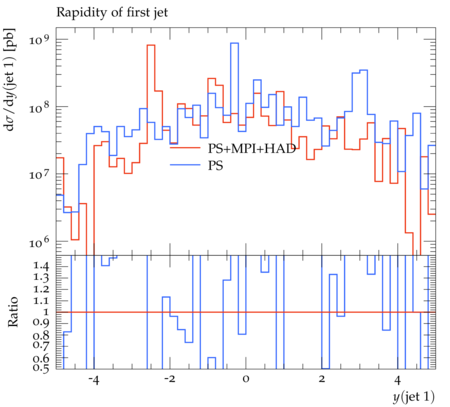 Rapidity of first jet
dσ/dy(jet 1) [pb]
10⁹
10⁸
10⁷
10⁶
PS+MPI+HAD
PS
Ratio
1.4
1.3
1.2
1.1
1
0.9
0.8
0.7
0.6
0.5
-4 -2 0 2 4
y(jet 1)